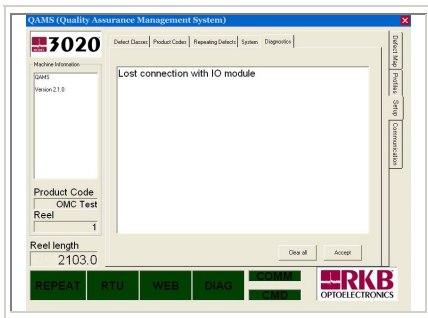 QAMS (Quality Assurance Management System)
3020
Defect Classes Product Codes Repeating Defects System Diagnostics
Machine Information
QAMS
Version 2.1.0
Lost connection with IO module
Defect Map
Profiles
Setup
Communication
Product Code
OMC Test
Reel
1
Reel length
2103.0
Clear all Accept
REPEAT RTU WEB DIAG COMM
CMD
RKB
OPTOELECTRONICS